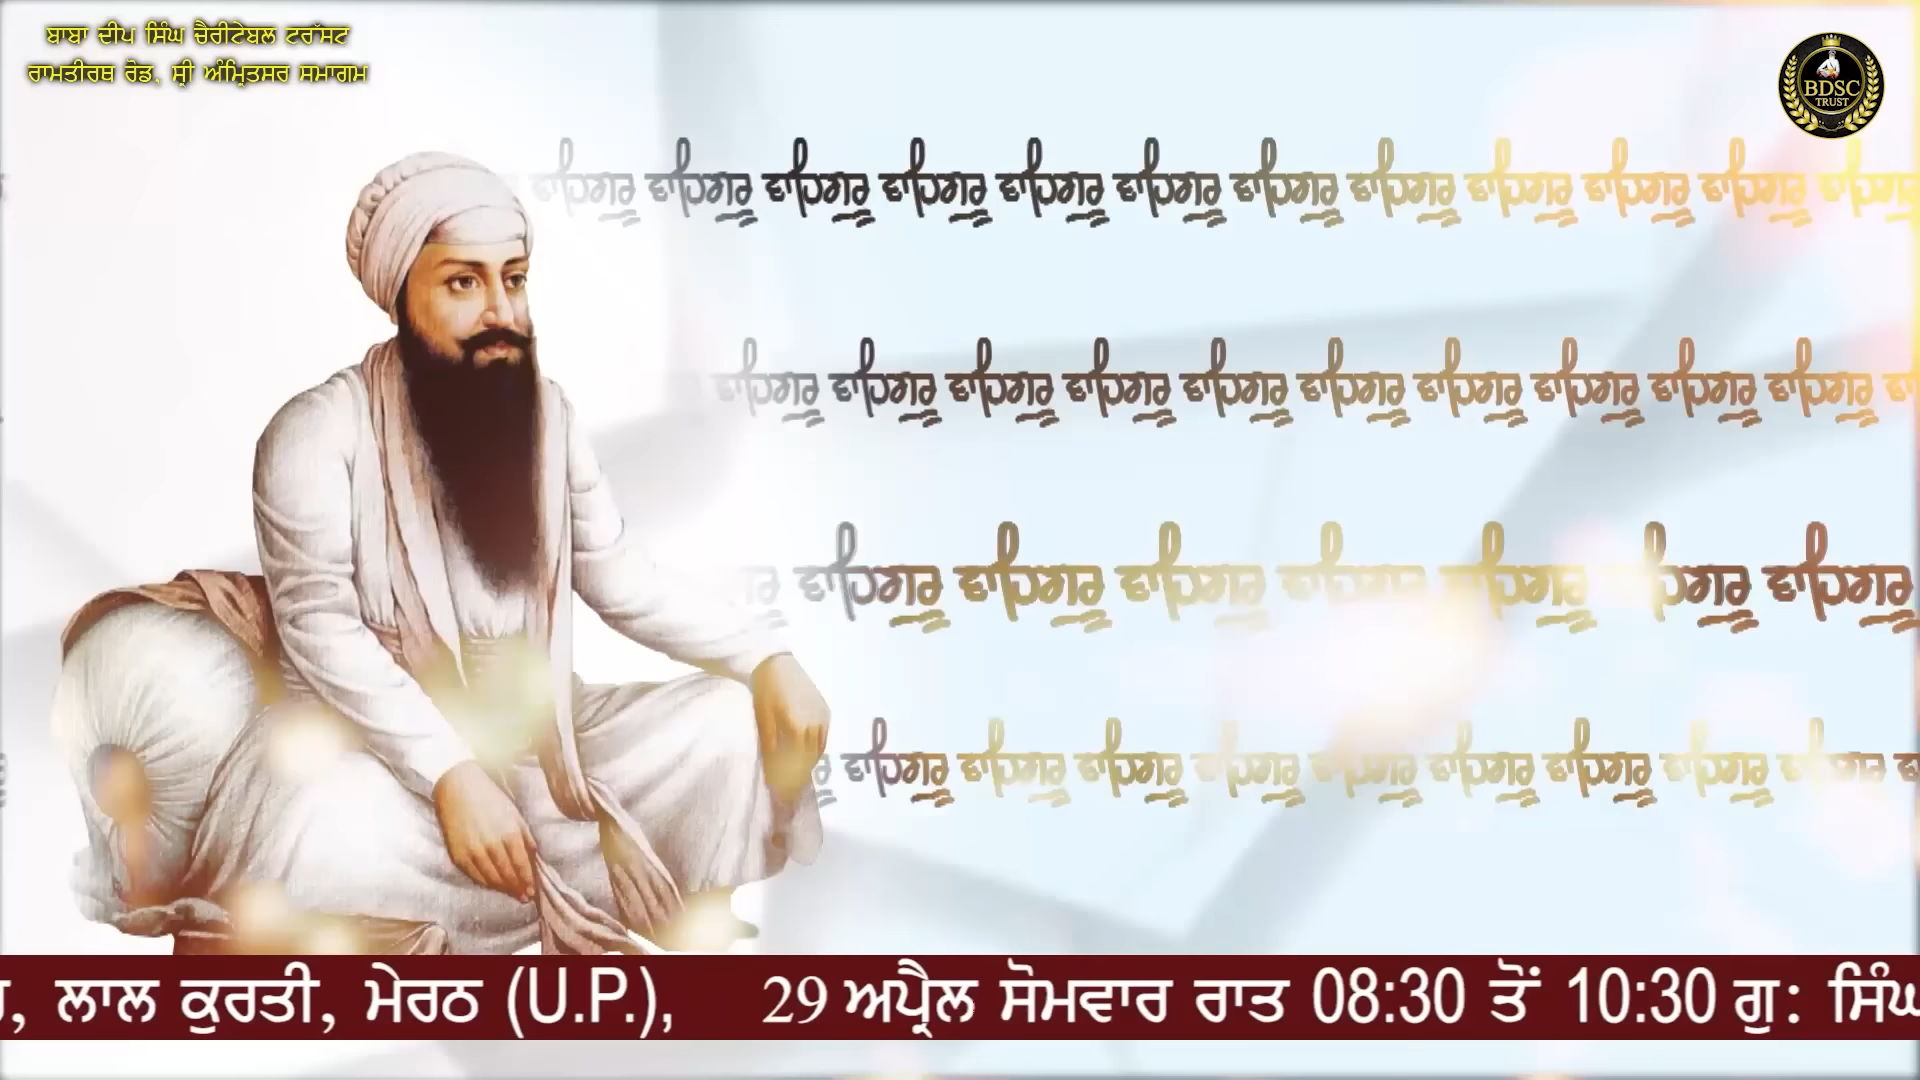 ਬਾਬਾ ਦੀਪ ਸਿੰਘ ਚੈਰੀਟੇਬਲ ਟਰੱਸਟ
ਰਾਮਤੀਰਥ ਰੋਡ, ਸ੍ਰੀ ਅੰਮ੍ਰਿਤਸਰ ਸਮਾਗਮ
BDSC
TRUST
ਵਾਹਿਗੁਰੂ ਵਾਹਿਗੁਰੂ ਵਾਹਿਗੁਰੂ ਵਾਹਿਗੁਰੂ ਵਾਹਿਗੁਰੂ ਵਾਹਿਗੁਰੂ ਵਾਹਿਗੁਰੂ ਵਾਹਿਗੁਰੂ ਵਾਹਿਗੁਰੂ ਵਾਹਿਗੁਰੂ ਵਾਹਿਗੁਰੂ ਵਾਹਿਗੁਰੂ
ਵਾਹਿਗੁਰੂ ਵਾਹਿਗੁਰੂ ਵਾਹਿਗੁਰੂ ਵਾਹਿਗੁਰੂ ਵਾਹਿਗੁਰੂ ਵਾਹਿਗੁਰੂ ਵਾਹਿਗੁਰੂ ਵਾਹਿਗੁਰੂ ਵਾਹਿਗੁਰੂ ਵਾਹਿਗੁਰੂ
ਵਾਹਿਗੁਰੂ ਵਾਹਿਗੁਰੂ ਵਾਹਿਗੁਰੂ ਵਾਹਿਗੁਰੂ ਵਾਹਿਗੁਰੂ ਵਾਹਿਗੁਰੂ ਵਾਹਿਗੁਰੂ
ਵਾਹਿਗੁਰੂ ਵਾਹਿਗੁਰੂ ਵਾਹਿਗੁਰੂ ਵਾਹਿਗੁਰੂ ਵਾਹਿਗੁਰੂ ਵਾਹਿਗੁਰੂ ਵਾਹਿਗੁਰੂ ਵਾਹਿਗੁਰੂ ਵਾਹਿਗੁਰੂ
, ਲਾਲ ਕੁਰਤੀ, ਮੇਰਠ (U.P.), 29 ਅਪ੍ਰੈਲ ਸੋਮਵਾਰ ਰਾਤ 08:30 ਤੋਂ 10:30 ਗੁ: ਸਿੰਘ